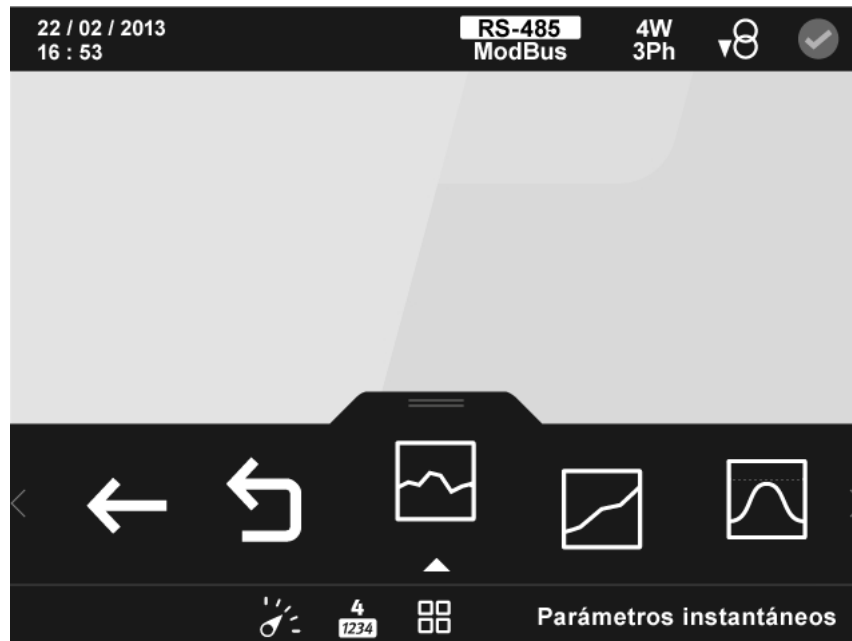 22 / 02 / 2013
16 : 53
RS-485
ModBus
4W
3Ph
4
1234
Parámetros instantáneos